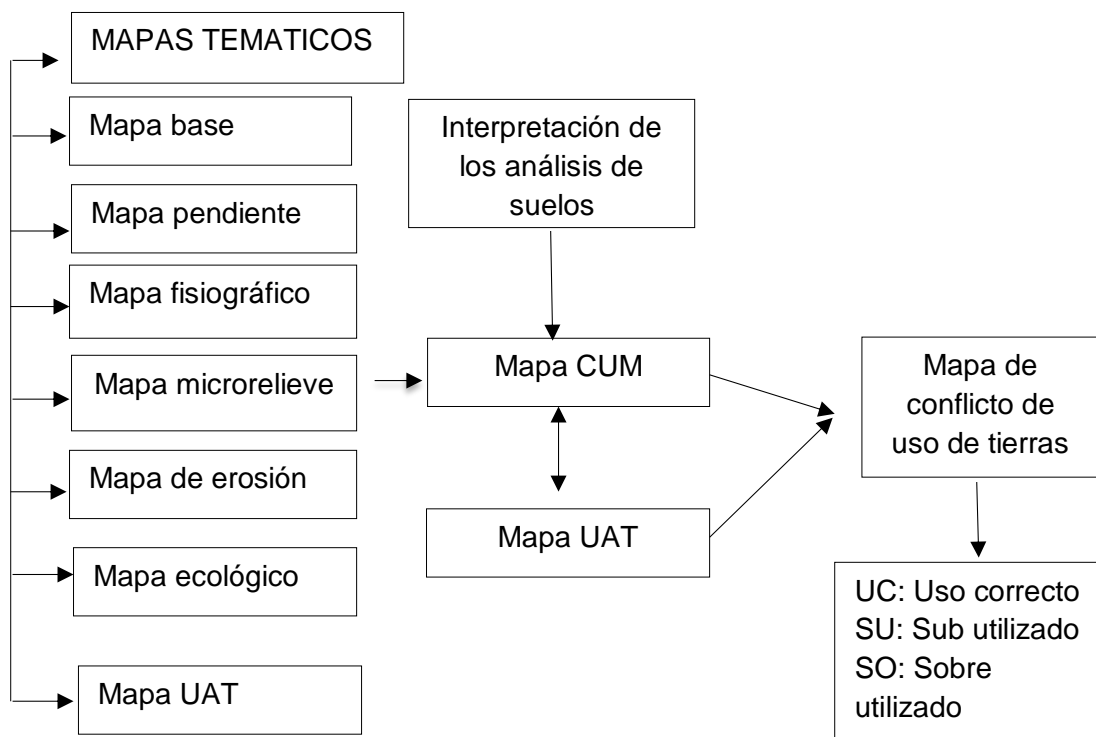 MAPAS TEMATICOS
Mapa base
Mapa pendiente
Mapa fisiográfico
Mapa microrelieve
Mapa de erosión
Mapa ecológico
Mapa UAT
Interpretación de
los análisis de
suelos
Mapa CUM
Mapa UAT
Mapa de
conflicto de
uso de tierras
UC: Uso correcto
SU: Sub utilizado
SO: Sobre
utilizado